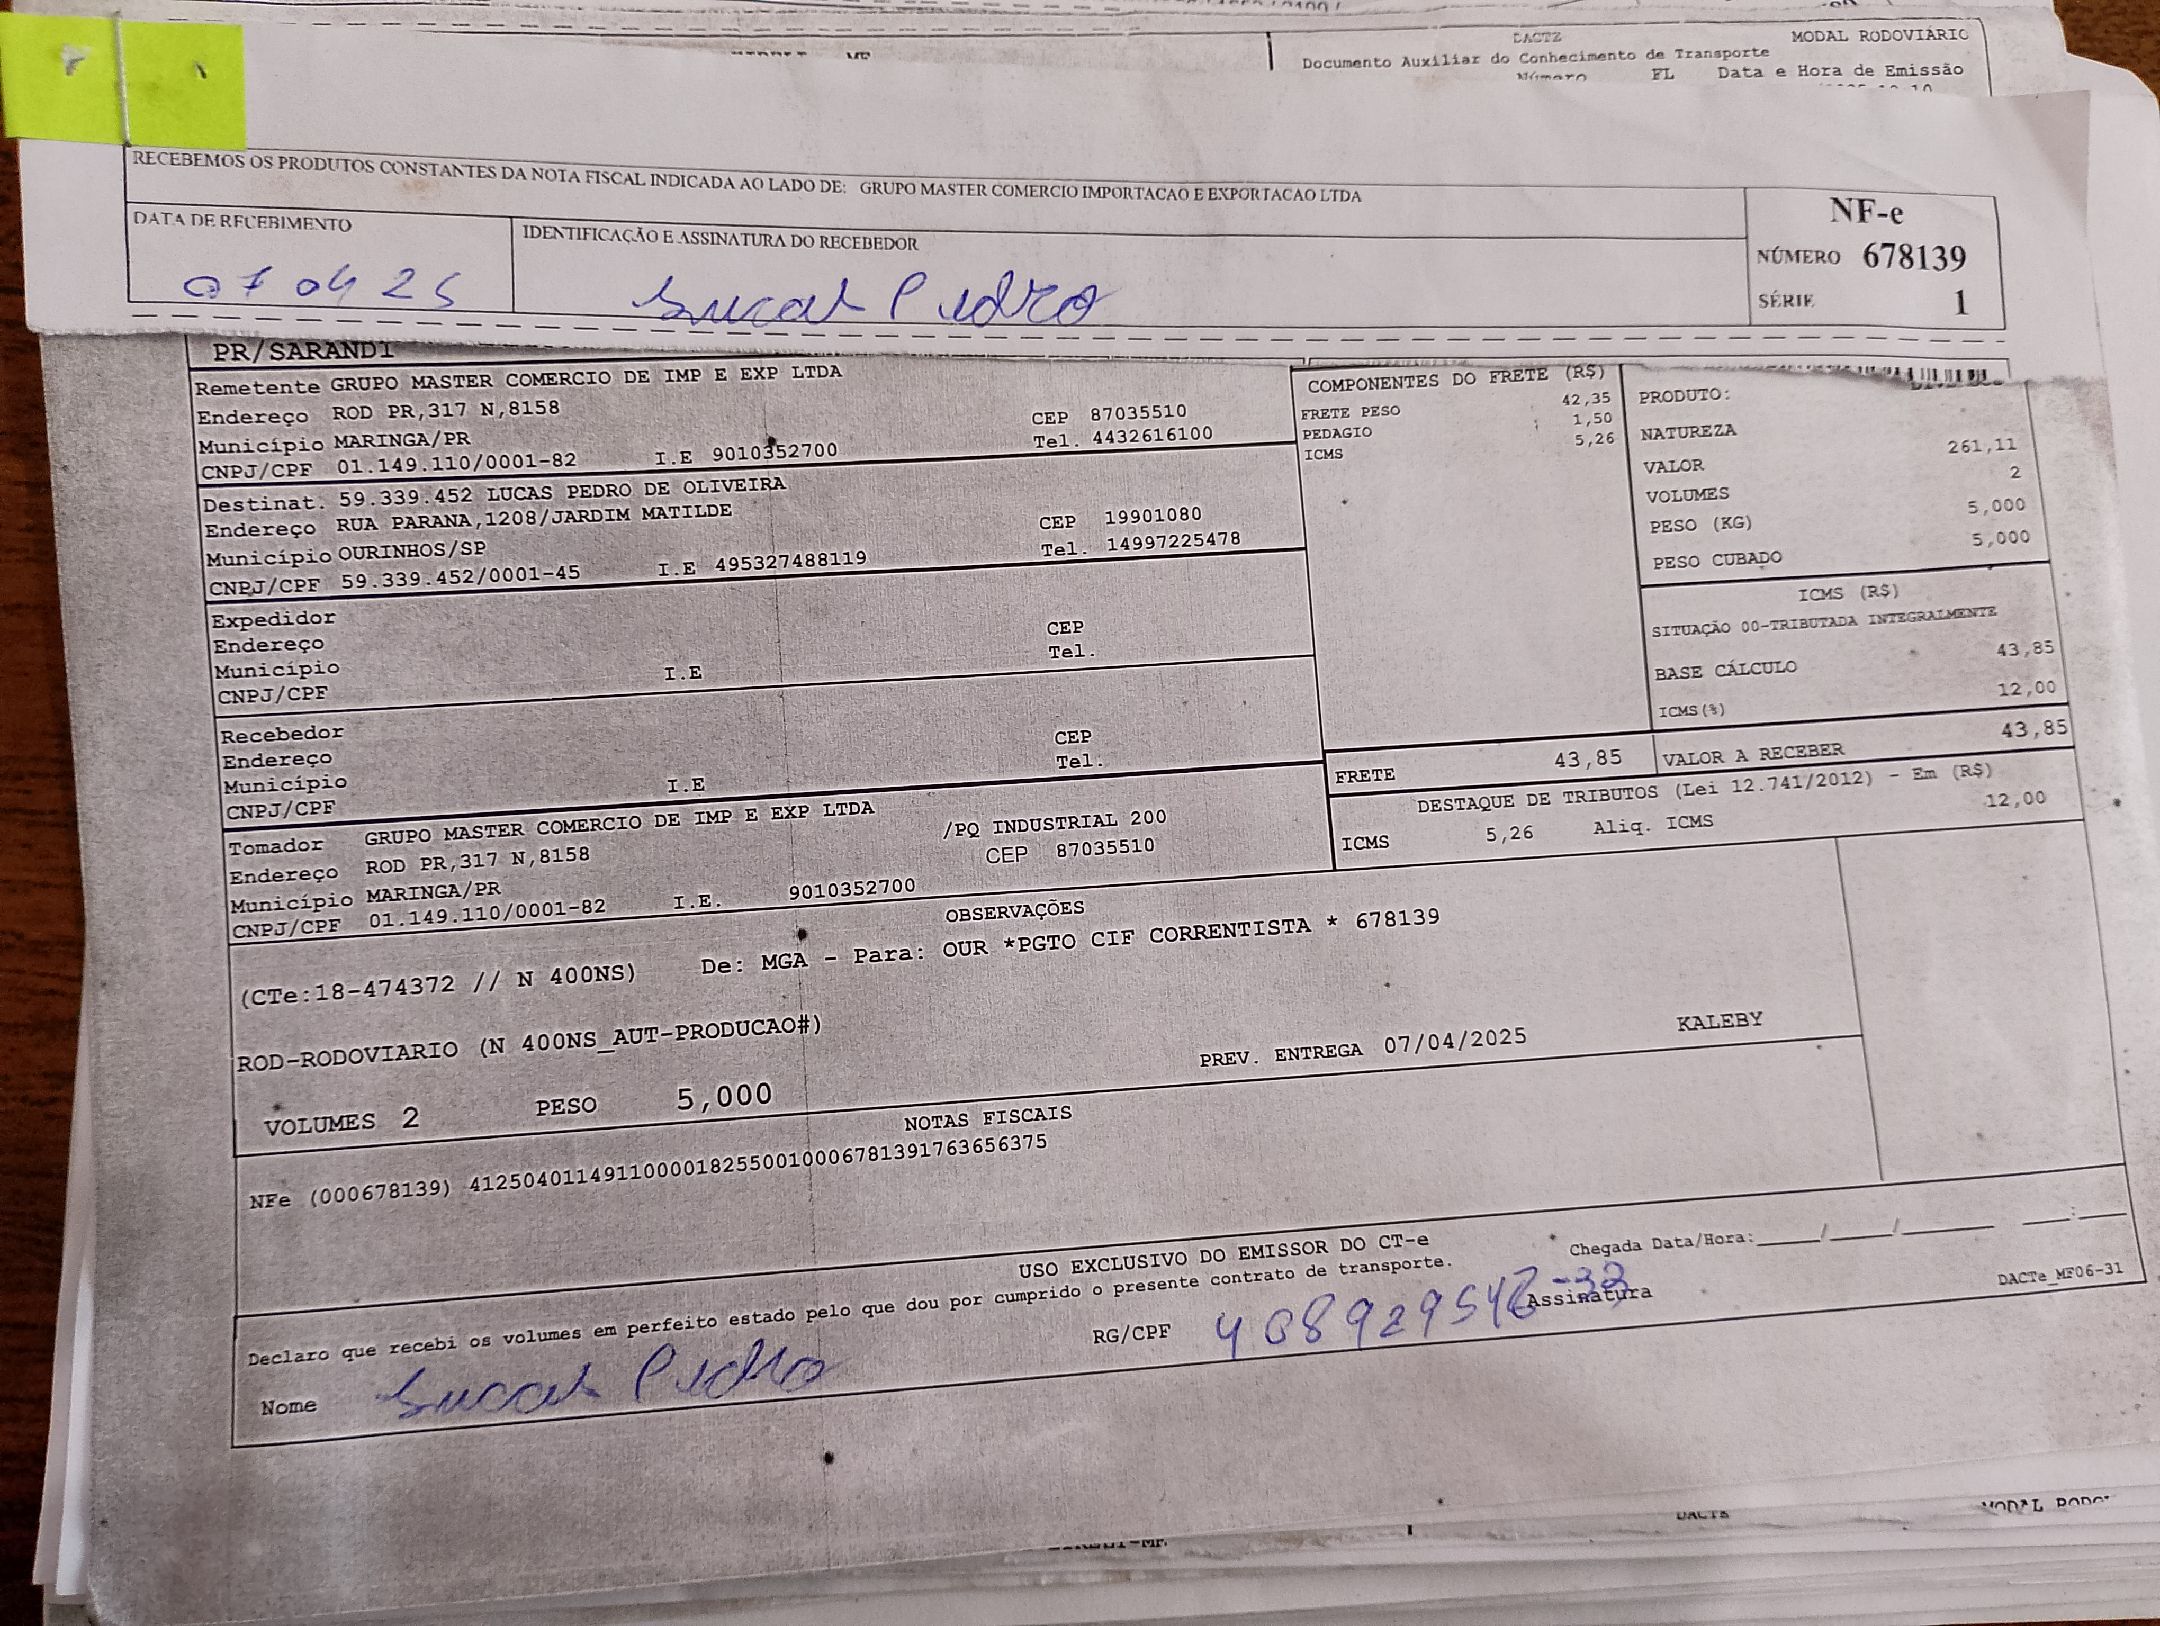 DACTE
MODAL RODOVIÁRIO
Documento Auxiliar do Conhecimento de Transporte
Número FL Data e Hora de Emissão
RECEBEMOS OS PRODUTOS CONSTANTES DA NOTA FISCAL INDICADA AO LADO DE: GRUPO MASTER COMERCIO IMPORTACAO E EXPORTACAO LTDA
NF-e
NÚMERO 678139
SÉRIE 1
DATA DE RECEBIMENTO
07 04 25
IDENTIFICAÇÃO E ASSINATURA DO RECEBEDOR
Lucas Pedro
PR/SARANDI
Remetente GRUPO MASTER COMERCIO DE IMP E EXP LTDA
Endereço ROD PR,317 N,8158 CEP 87035510
Município MARINGA/PR Tel. 4432616100
CNPJ/CPF 01.149.110/0001-82 I.E 9010352700
Destinat. 59.339.452 LUCAS PEDRO DE OLIVEIRA
Endereço RUA PARANA,1208/JARDIM MATILDE CEP 19901080
Município OURINHOS/SP Tel. 14997225478
CNPJ/CPF 59.339.452/0001-45 I.E 495327488119
Expedidor
Endereço CEP
Município I.E Tel.
CNPJ/CPF
Recebedor
Endereço CEP
Município I.E Tel.
CNPJ/CPF
Tomador GRUPO MASTER COMERCIO DE IMP E EXP LTDA
Endereço ROD PR,317 N,8158 /PQ INDUSTRIAL 200
Município MARINGA/PR CEP 87035510
CNPJ/CPF 01.149.110/0001-82 I.E. 9010352700
COMPONENTES DO FRETE (R$)
FRETE PESO 42,35
PEDAGIO 1,50
ICMS 5,26
PRODUTO:
NATUREZA
VALOR 261,11
VOLUMES 2
PESO (KG) 5,000
PESO CUBADO 5,000
ICMS (R$)
SITUAÇÃO 00-TRIBUTADA INTEGRALMENTE
BASE CÁLCULO 43,85
ICMS(%) 12,00
FRETE 43,85 VALOR A RECEBER 43,85
DESTAQUE DE TRIBUTOS (Lei 12.741/2012) - Em (R$)
ICMS 5,26 Aliq. ICMS 12,00
OBSERVAÇÕES
(CTe:18-474372 // N 400NS) De: MGA - Para: OUR *PGTO CIF CORRENTISTA * 678139
ROD-RODOVIARIO (N 400NS_AUT-PRODUCAO#)
PREV. ENTREGA 07/04/2025 KALEBY
VOLUMES 2 PESO 5,000
NOTAS FISCAIS
NFe (000678139) 41250401149110000182550010006781391763656375
USO EXCLUSIVO DO EMISSOR DO CT-e
Declaro que recebi os volumes em perfeito estado pelo que dou por cumprido o presente contrato de transporte.
Chegada Data/Hora:_____/_____/_______ ___:___
Nome Lucas Pedro RG/CPF Assinatura
DACTe_MF06-31
DACTE